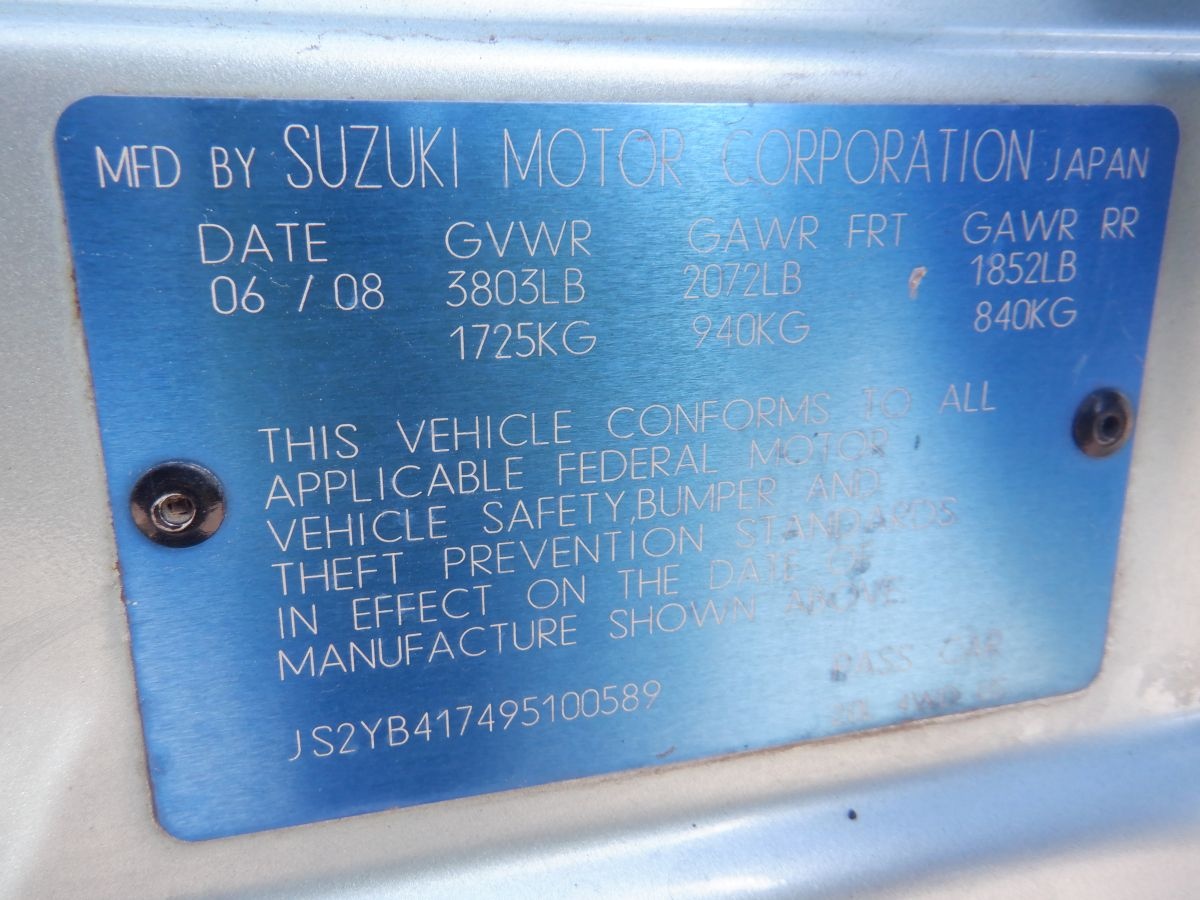 MFD BY SUZUKI MOTOR CORPORATION JAPAN
DATE GVWR GAWR FRT GAWR RR
06 / 08 3803LB 2072LB 1852LB
1725KG 940KG 840KG
THIS VEHICLE CONFORMS TO ALL
APPLICABLE FEDERAL MOTOR
VEHICLE SAFETY, BUMPER AND
THEFT PREVENTION STANDARDS
IN EFFECT ON THE DATE OF
MANUFACTURE SHOWN ABOVE
PASS CAR
JS2YB417495100589
4WD